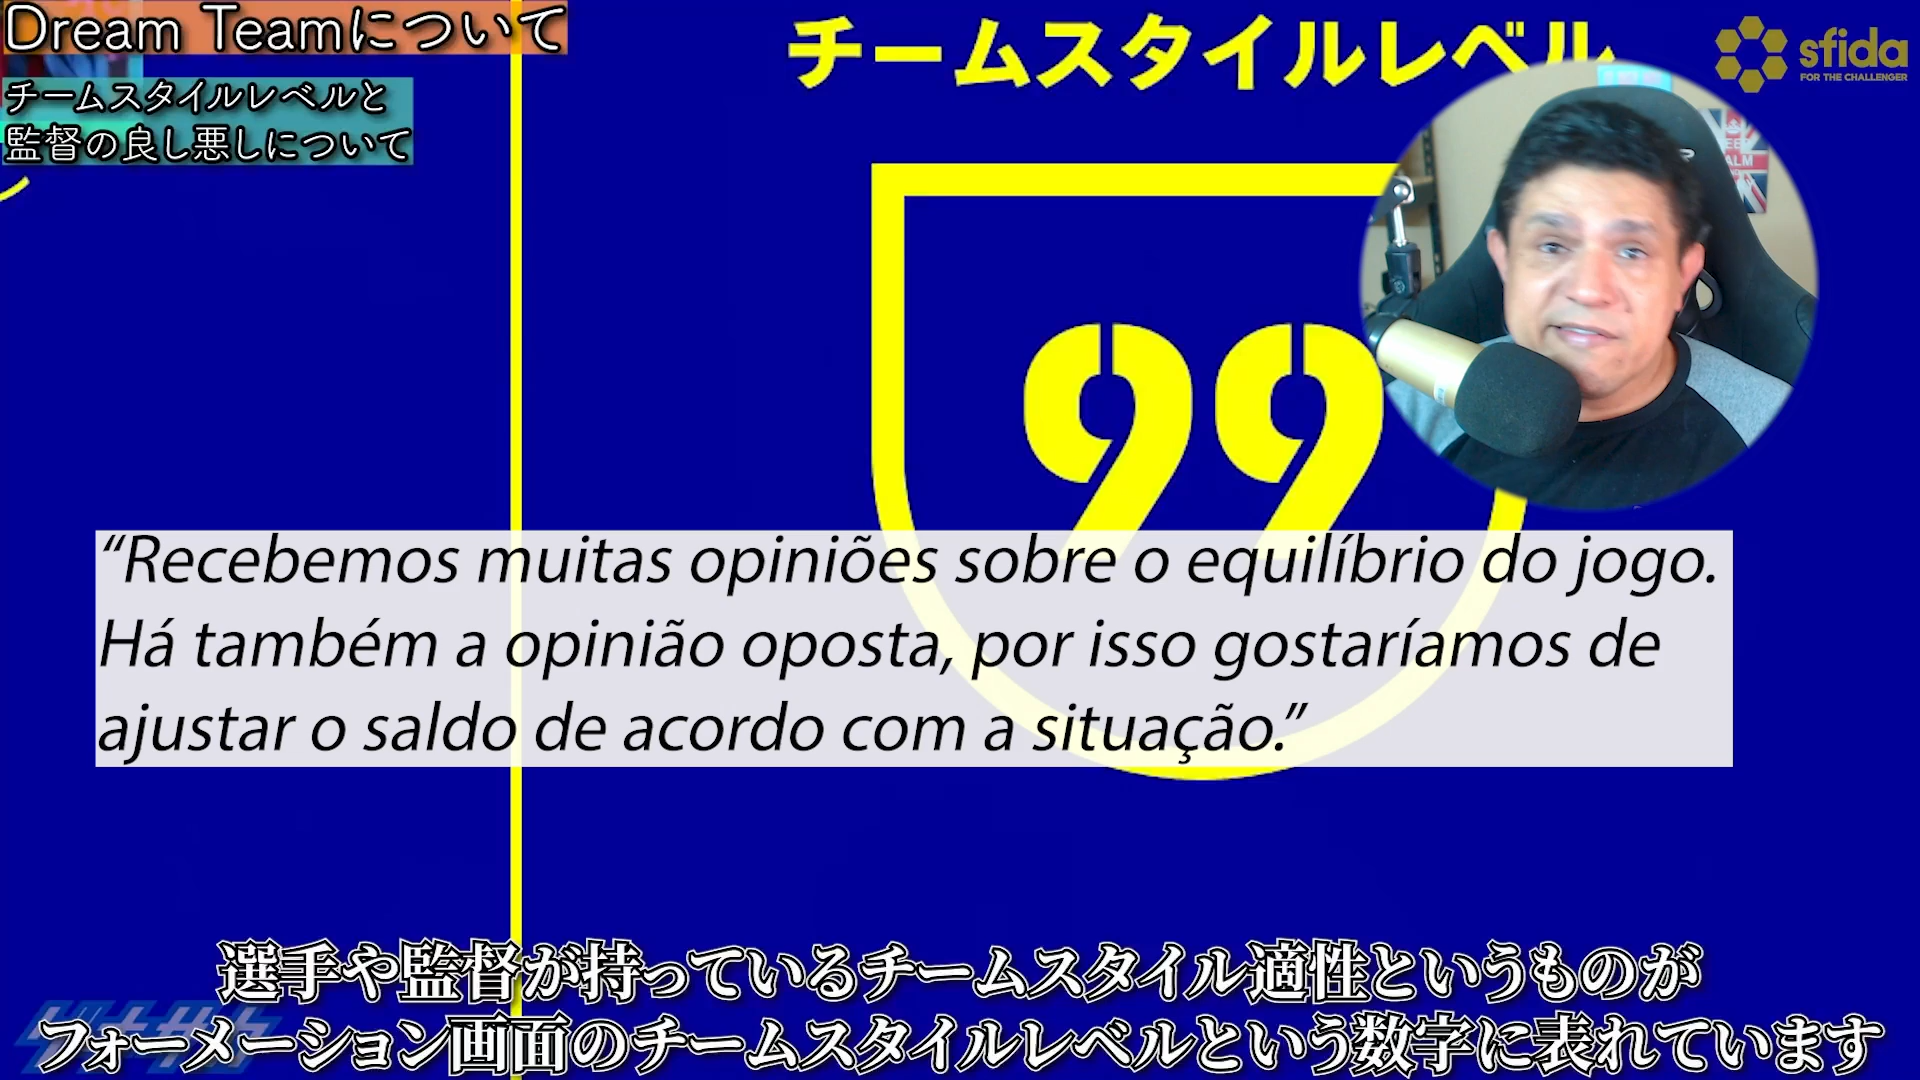 Dream Teamについて
チームスタイルレベルと
監督の良し悪しについて
チームスタイルレベル
sfida
FOR THE CHALLENGER
99
“Recebemos muitas opiniões sobre o equilíbrio do jogo.
Há também a opinião oposta, por isso gostaríamos de
ajustar o saldo de acordo com a situação.”
選手や監督が持っているチームスタイル適性というものが
フォーメーション画面のチームスタイルレベルという数字に表れています